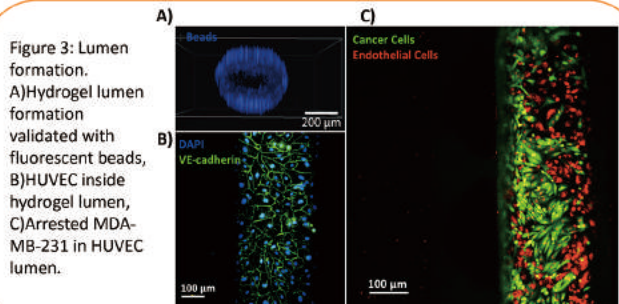 Figure 3: Lumen
formation.
A)Hydrogel lumen
formation
validated with
fluorescent beads,
B)HUVEC inside
hydrogel lumen,
C)Arrested MDA-
MB-231 in HUVEC
lumen.
A)
Beads
200 µm
B)
DAPI
VE-cadherin
100 µm
C)
Cancer Cells
Endothelial Cells
100 µm